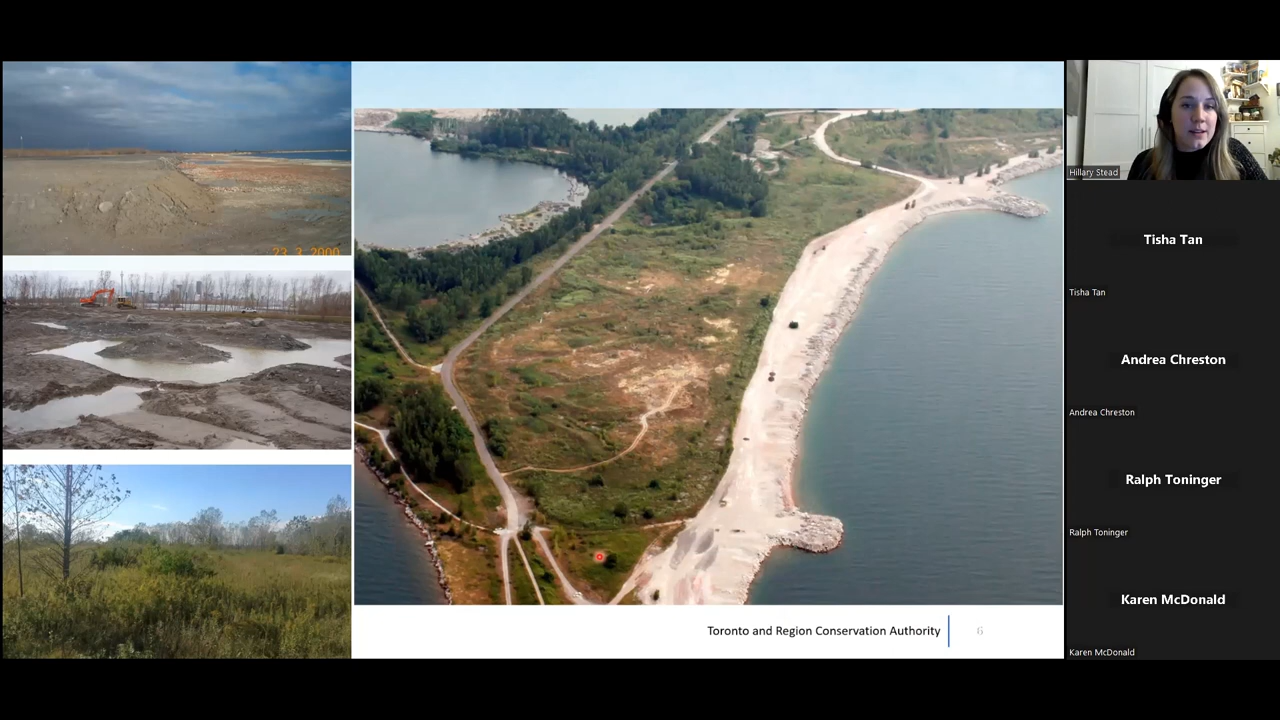 23 3 2000
Toronto and Region Conservation Authority
6
Hillary Stead
Tisha Tan
Tisha Tan
Andrea Chreston
Andrea Chreston
Ralph Toninger
Ralph Toninger
Karen McDonald
Karen McDonald